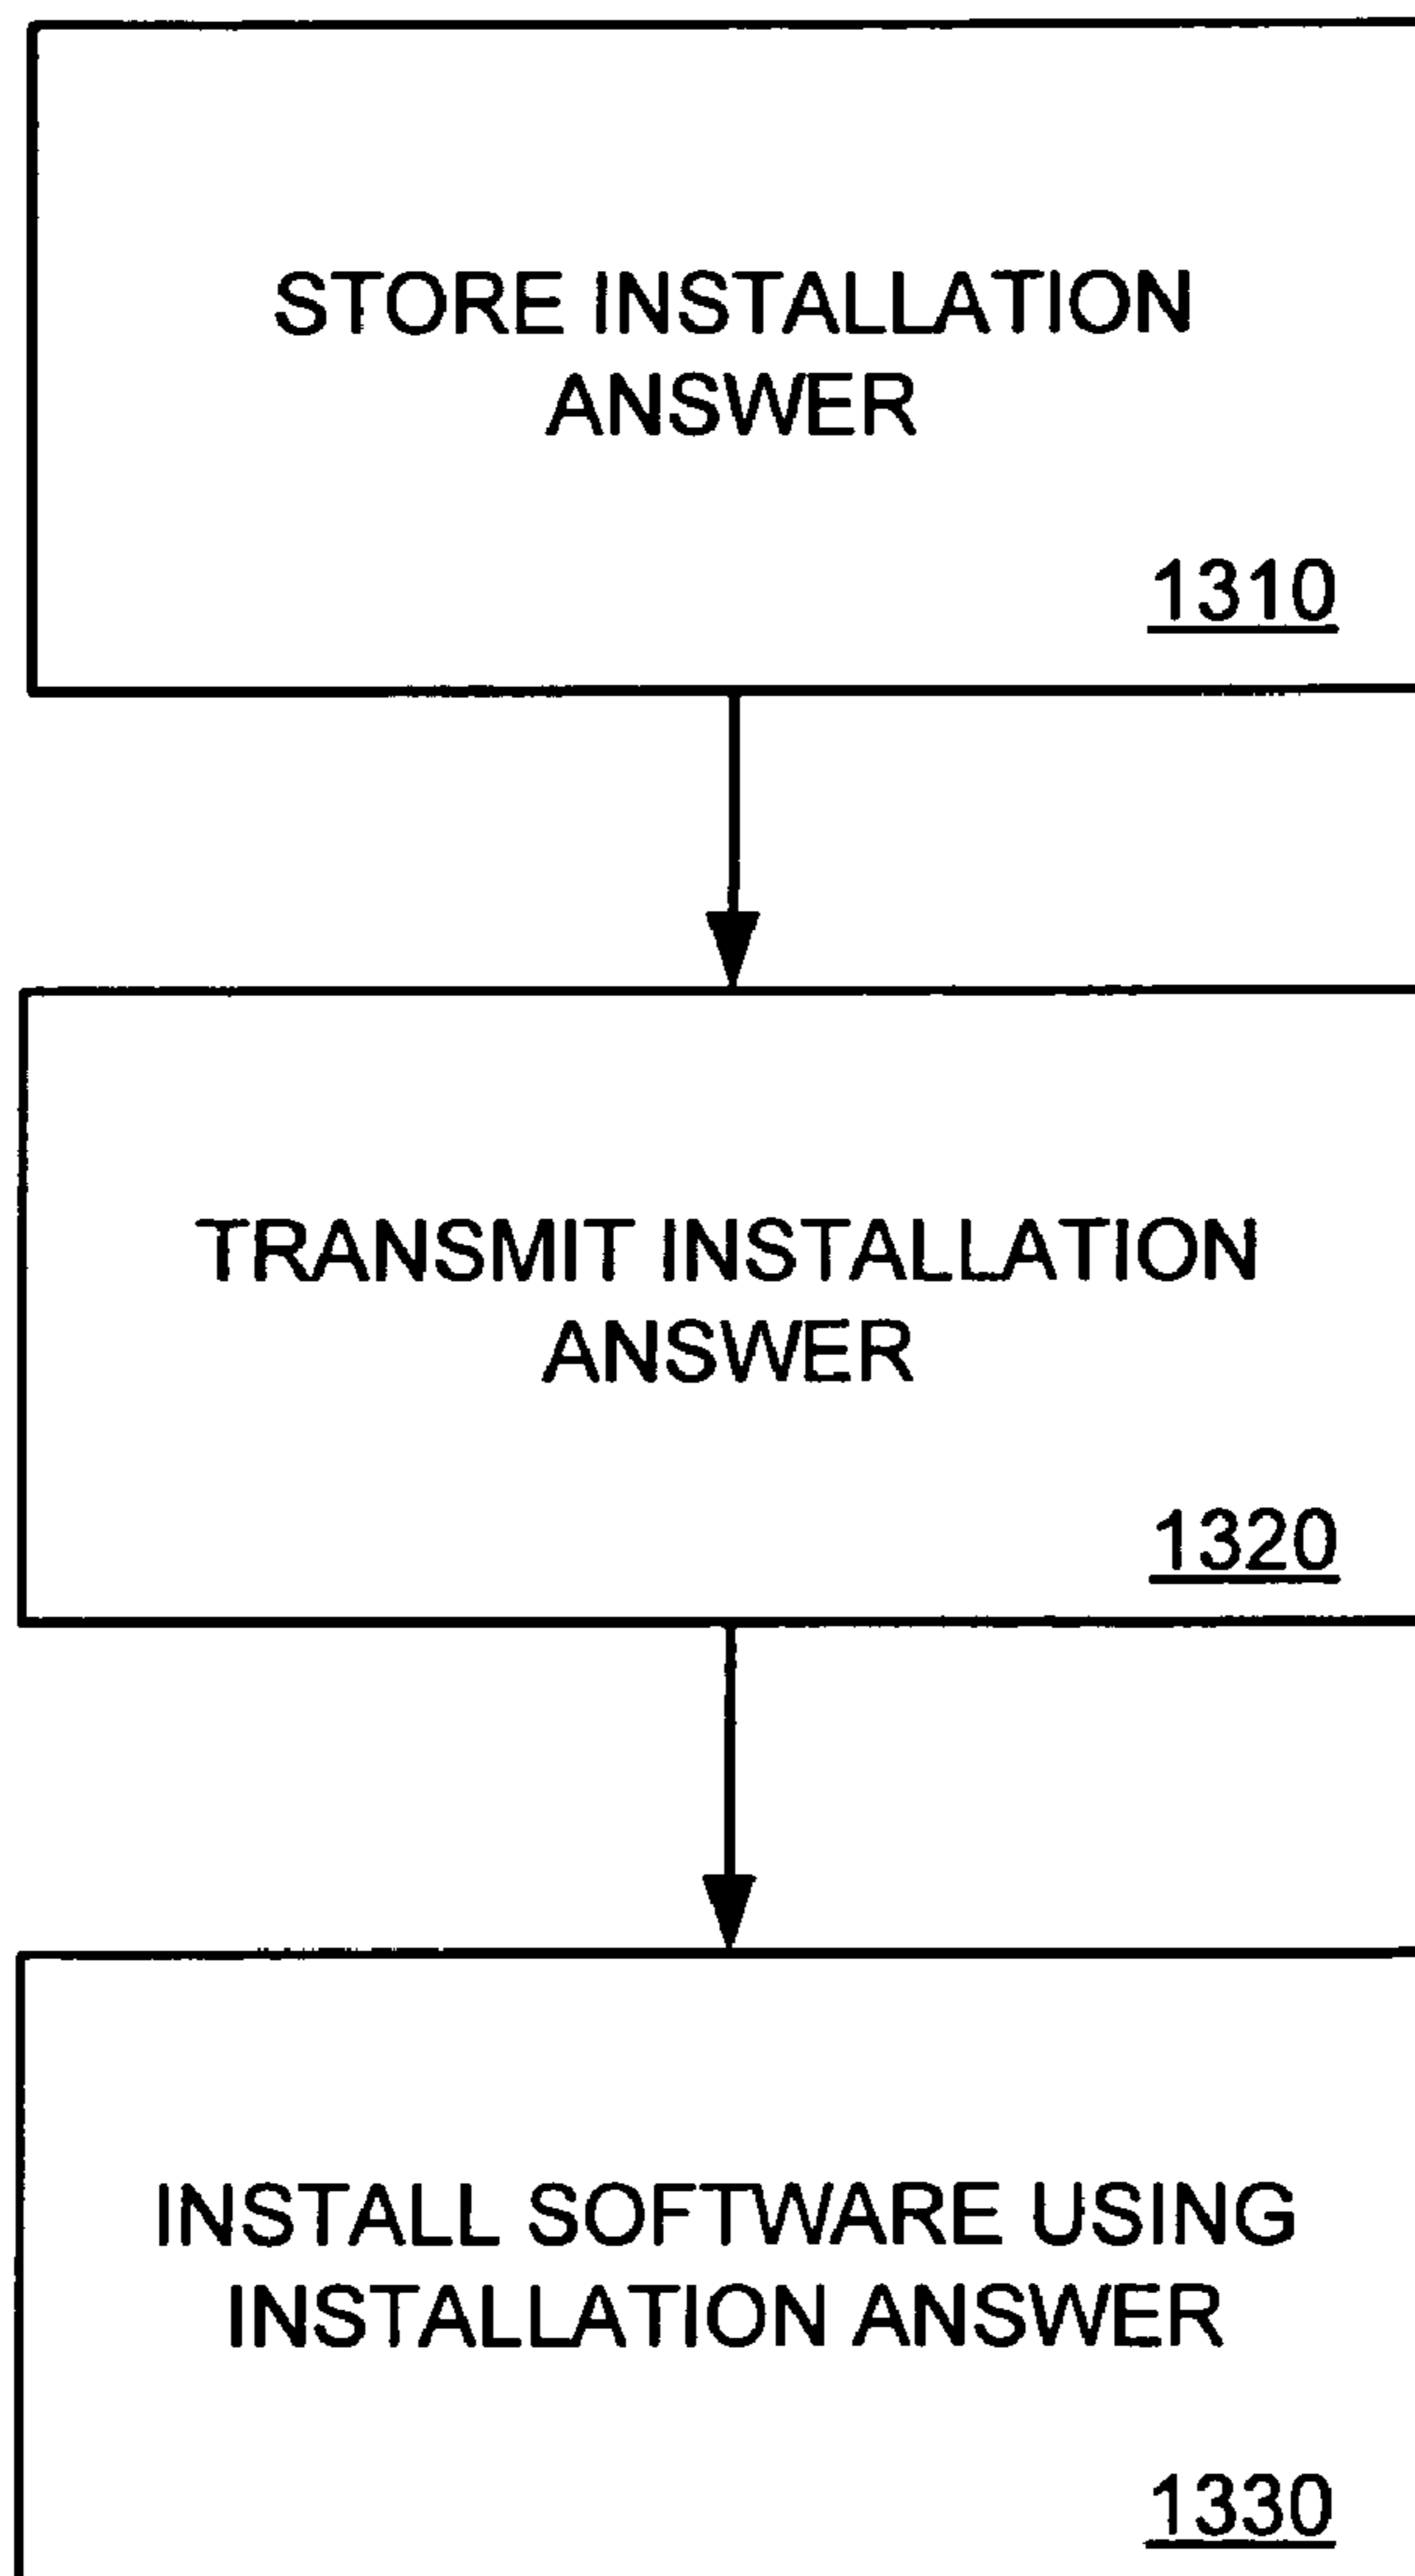 STORE INSTALLATION
ANSWER
1310
TRANSMIT INSTALLATION
ANSWER
1320
INSTALL SOFTWARE USING
INSTALLATION ANSWER
1330